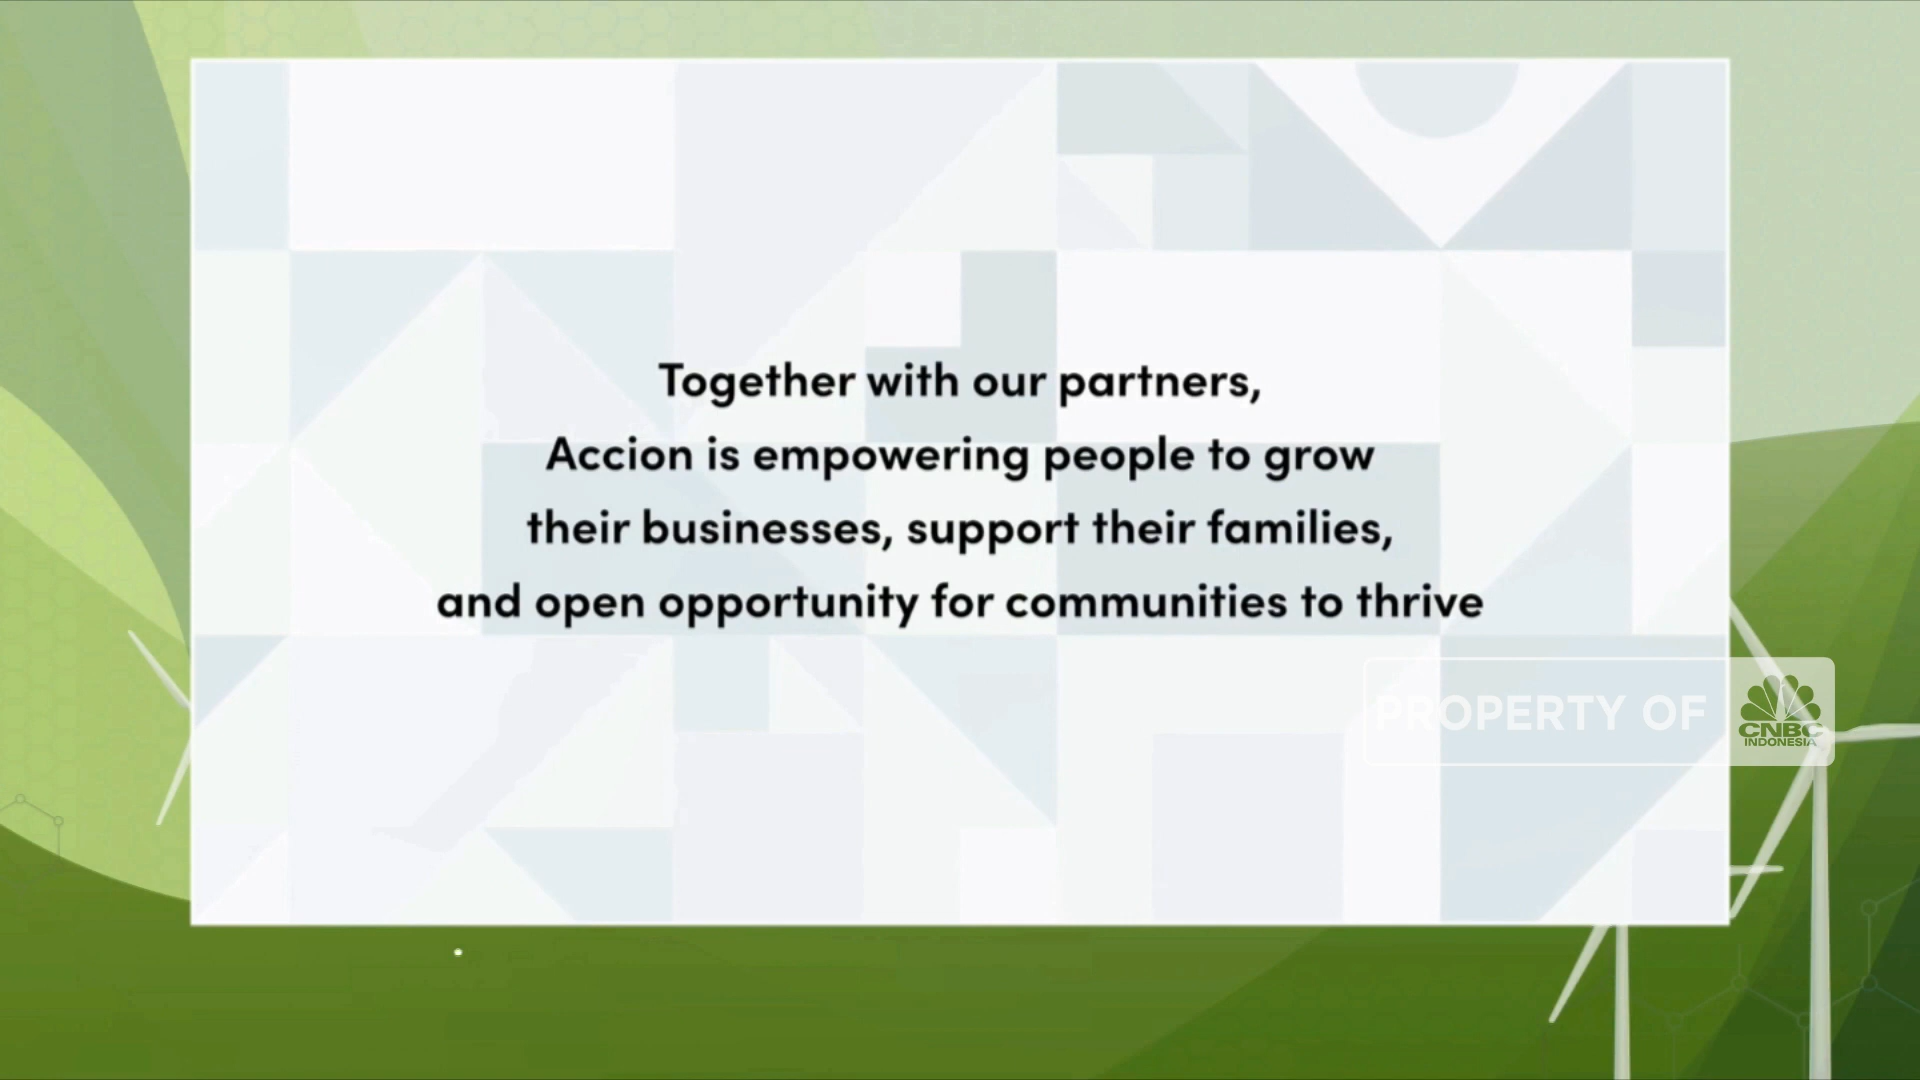 Together with our partners,
Accion is empowering people to grow
their businesses, support their families,
and open opportunity for communities to thrive
PROPERTY OF
CNBC
INDONESIA